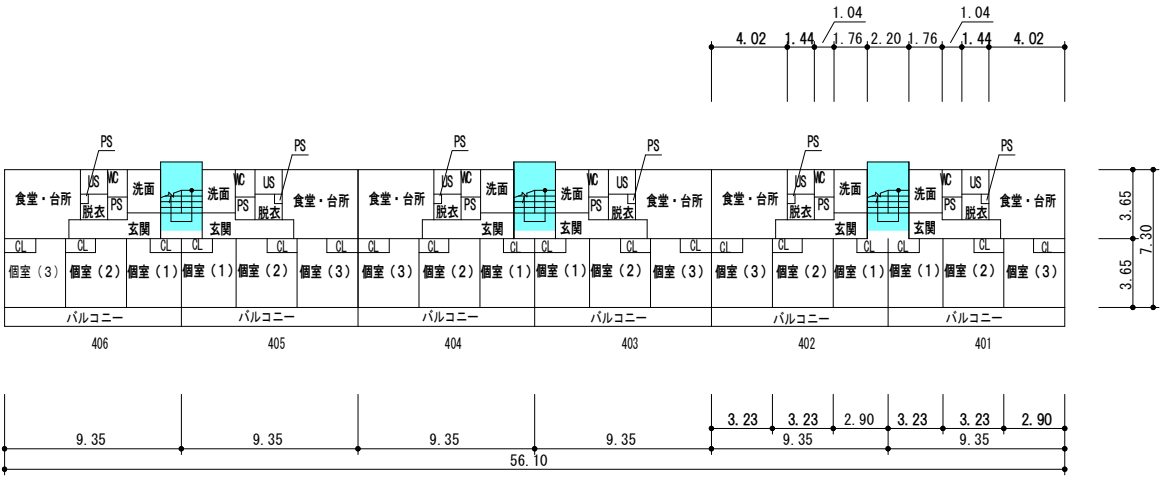 1.04 1.04
4.02 1.44 1.76 2.20 1.76 1.44 4.02
PS PS PS PS PS PS
食堂・台所 US WC 洗面 洗面 WC US 食堂・台所 食堂・台所 US WC 洗面 洗面 WC US 食堂・台所 食堂・台所 US WC 洗面 洗面 WC US 食堂・台所
脱衣 PS PS 脱衣 脱衣 PS PS 脱衣 脱衣 PS PS 脱衣
玄関 玄関 玄関 玄関 玄関 玄関
CL CL CL CL CL CL CL CL CL CL CL CL CL CL CL CL CL CL
個室(3) 個室(2) 個室(1) 個室(1) 個室(2) 個室(3) 個室(3) 個室(2) 個室(1) 個室(1) 個室(2) 個室(3) 個室(3) 個室(2) 個室(1) 個室(1) 個室(2) 個室(3)
バルコニー バルコニー バルコニー バルコニー バルコニー バルコニー
406 405 404 403 402 401
3.65
7.30
3.65
3.23 3.23 2.90 3.23 3.23 2.90
9.35 9.35 9.35 9.35 9.35 9.35
56.10